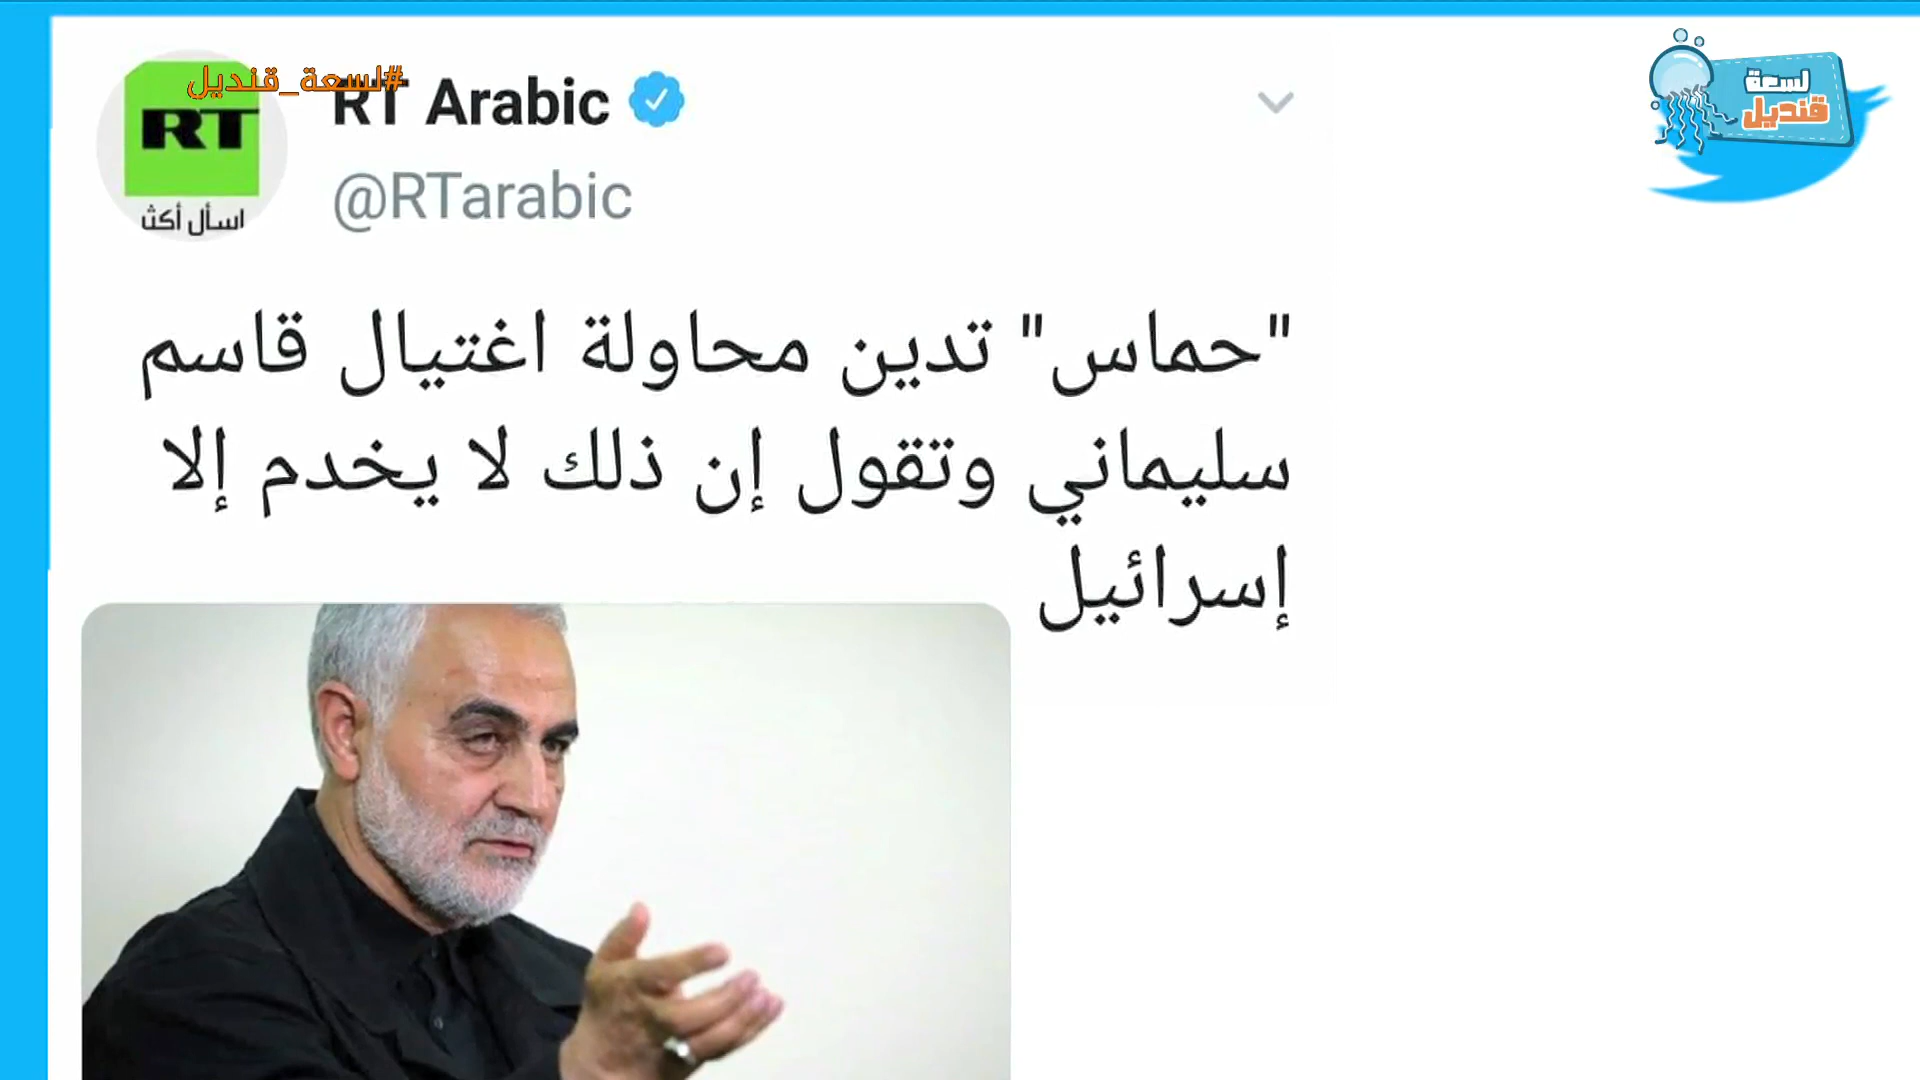 #لسعة_قنديل
RT Arabic
@RTarabic
RT
اسأل أكثر
لسعة
قنديل
"حماس" تدين محاولة اغتيال قاسم
سليماني وتقول إن ذلك لا يخدم إلا
إسرائيل